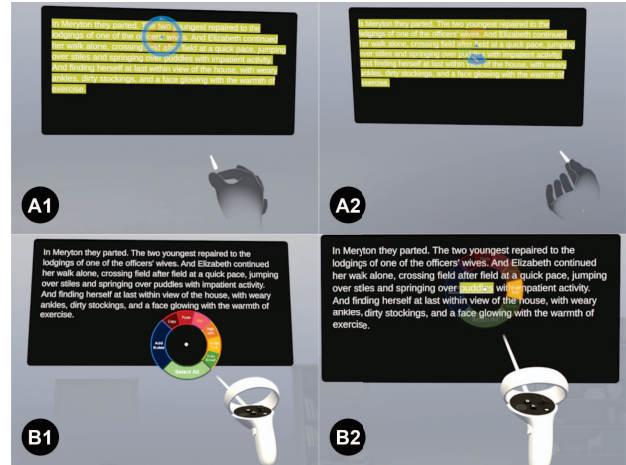 In Meryton they parted. The two youngest repaired to the
lodgings of one of the officers' wives. And Elizabeth continued
her walk alone, crossing field after field at a quick pace, jumping
over stiles and springing over puddles with impatient activity.
And finding herself at last within view of the house, with weary
ankles, dirty stockings, and a face glowing with the warmth of
exercise.
A1
In Meryton they parted. The two youngest repaired to the
lodgings of one of the officers' wives. And Elizabeth continued
her walk alone, crossing field after field at a quick pace, jumping
over stiles and springing over puddles with impatient activity.
And finding herself at last within view of the house, with weary
ankles, dirty stockings, and a face glowing with the warmth of
exercise.
A2
In Meryton they parted. The two youngest repaired to the
lodgings of one of the officers' wives. And Elizabeth continued
her walk alone, crossing field after field at a quick pace, jumping
over stiles and springing over puddles with impatient activity.
And finding herself at last within view of the house, with weary
ankles, dirty stockings, and a face glowing with the warmth of
exercise.
Copy
Paste
Add
Notes
Select All
B1
In Meryton they parted. The two youngest repaired to the
lodgings of one of the officers' wives. And Elizabeth continued
her walk alone, crossing field after field at a quick pace, jumping
over stiles and springing over puddles with impatient activity.
And finding herself at last within view of the house, with weary
ankles, dirty stockings, and a face glowing with the warmth of
exercise.
B2